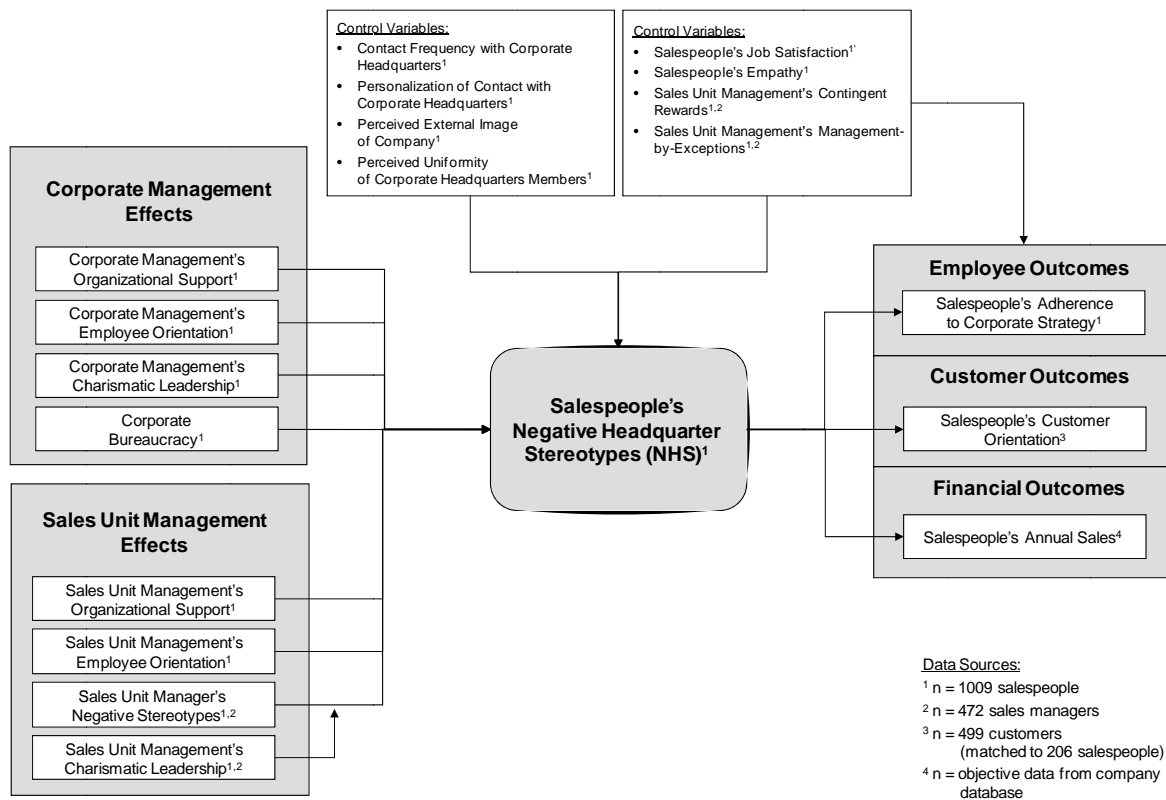 Control Variables:
• Contact Frequency with Corporate
Headquarters¹
• Personalization of Contact with
Corporate Headquarters¹
• Perceived External Image
of Company¹
• Perceived Uniformity
of Corporate Headquarters Members¹
Control Variables:
• Salespeople's Job Satisfaction¹'
• Salespeople's Empathy¹
• Sales Unit Management's Contingent
Rewards¹,²
• Sales Unit Management's Management-
by-Exceptions¹,²
Corporate Management
Effects
Corporate Management's
Organizational Support¹
Corporate Management's
Employee Orientation¹
Corporate Management's
Charismatic Leadership¹
Corporate
Bureaucracy¹
Sales Unit Management
Effects
Sales Unit Management's
Organizational Support¹
Sales Unit Management's
Employee Orientation¹
Sales Unit Manager's
Negative Stereotypes¹,²
Sales Unit Management's
Charismatic Leadership¹,²
Salespeople's
Negative Headquarter
Stereotypes (NHS)¹
Employee Outcomes
Salespeople's Adherence
to Corporate Strategy¹
Customer Outcomes
Salespeople's Customer
Orientation³
Financial Outcomes
Salespeople's Annual Sales⁴
Data Sources:
¹ n = 1009 salespeople
² n = 472 sales managers
³ n = 499 customers
(matched to 206 salespeople)
⁴ n = objective data from company
database